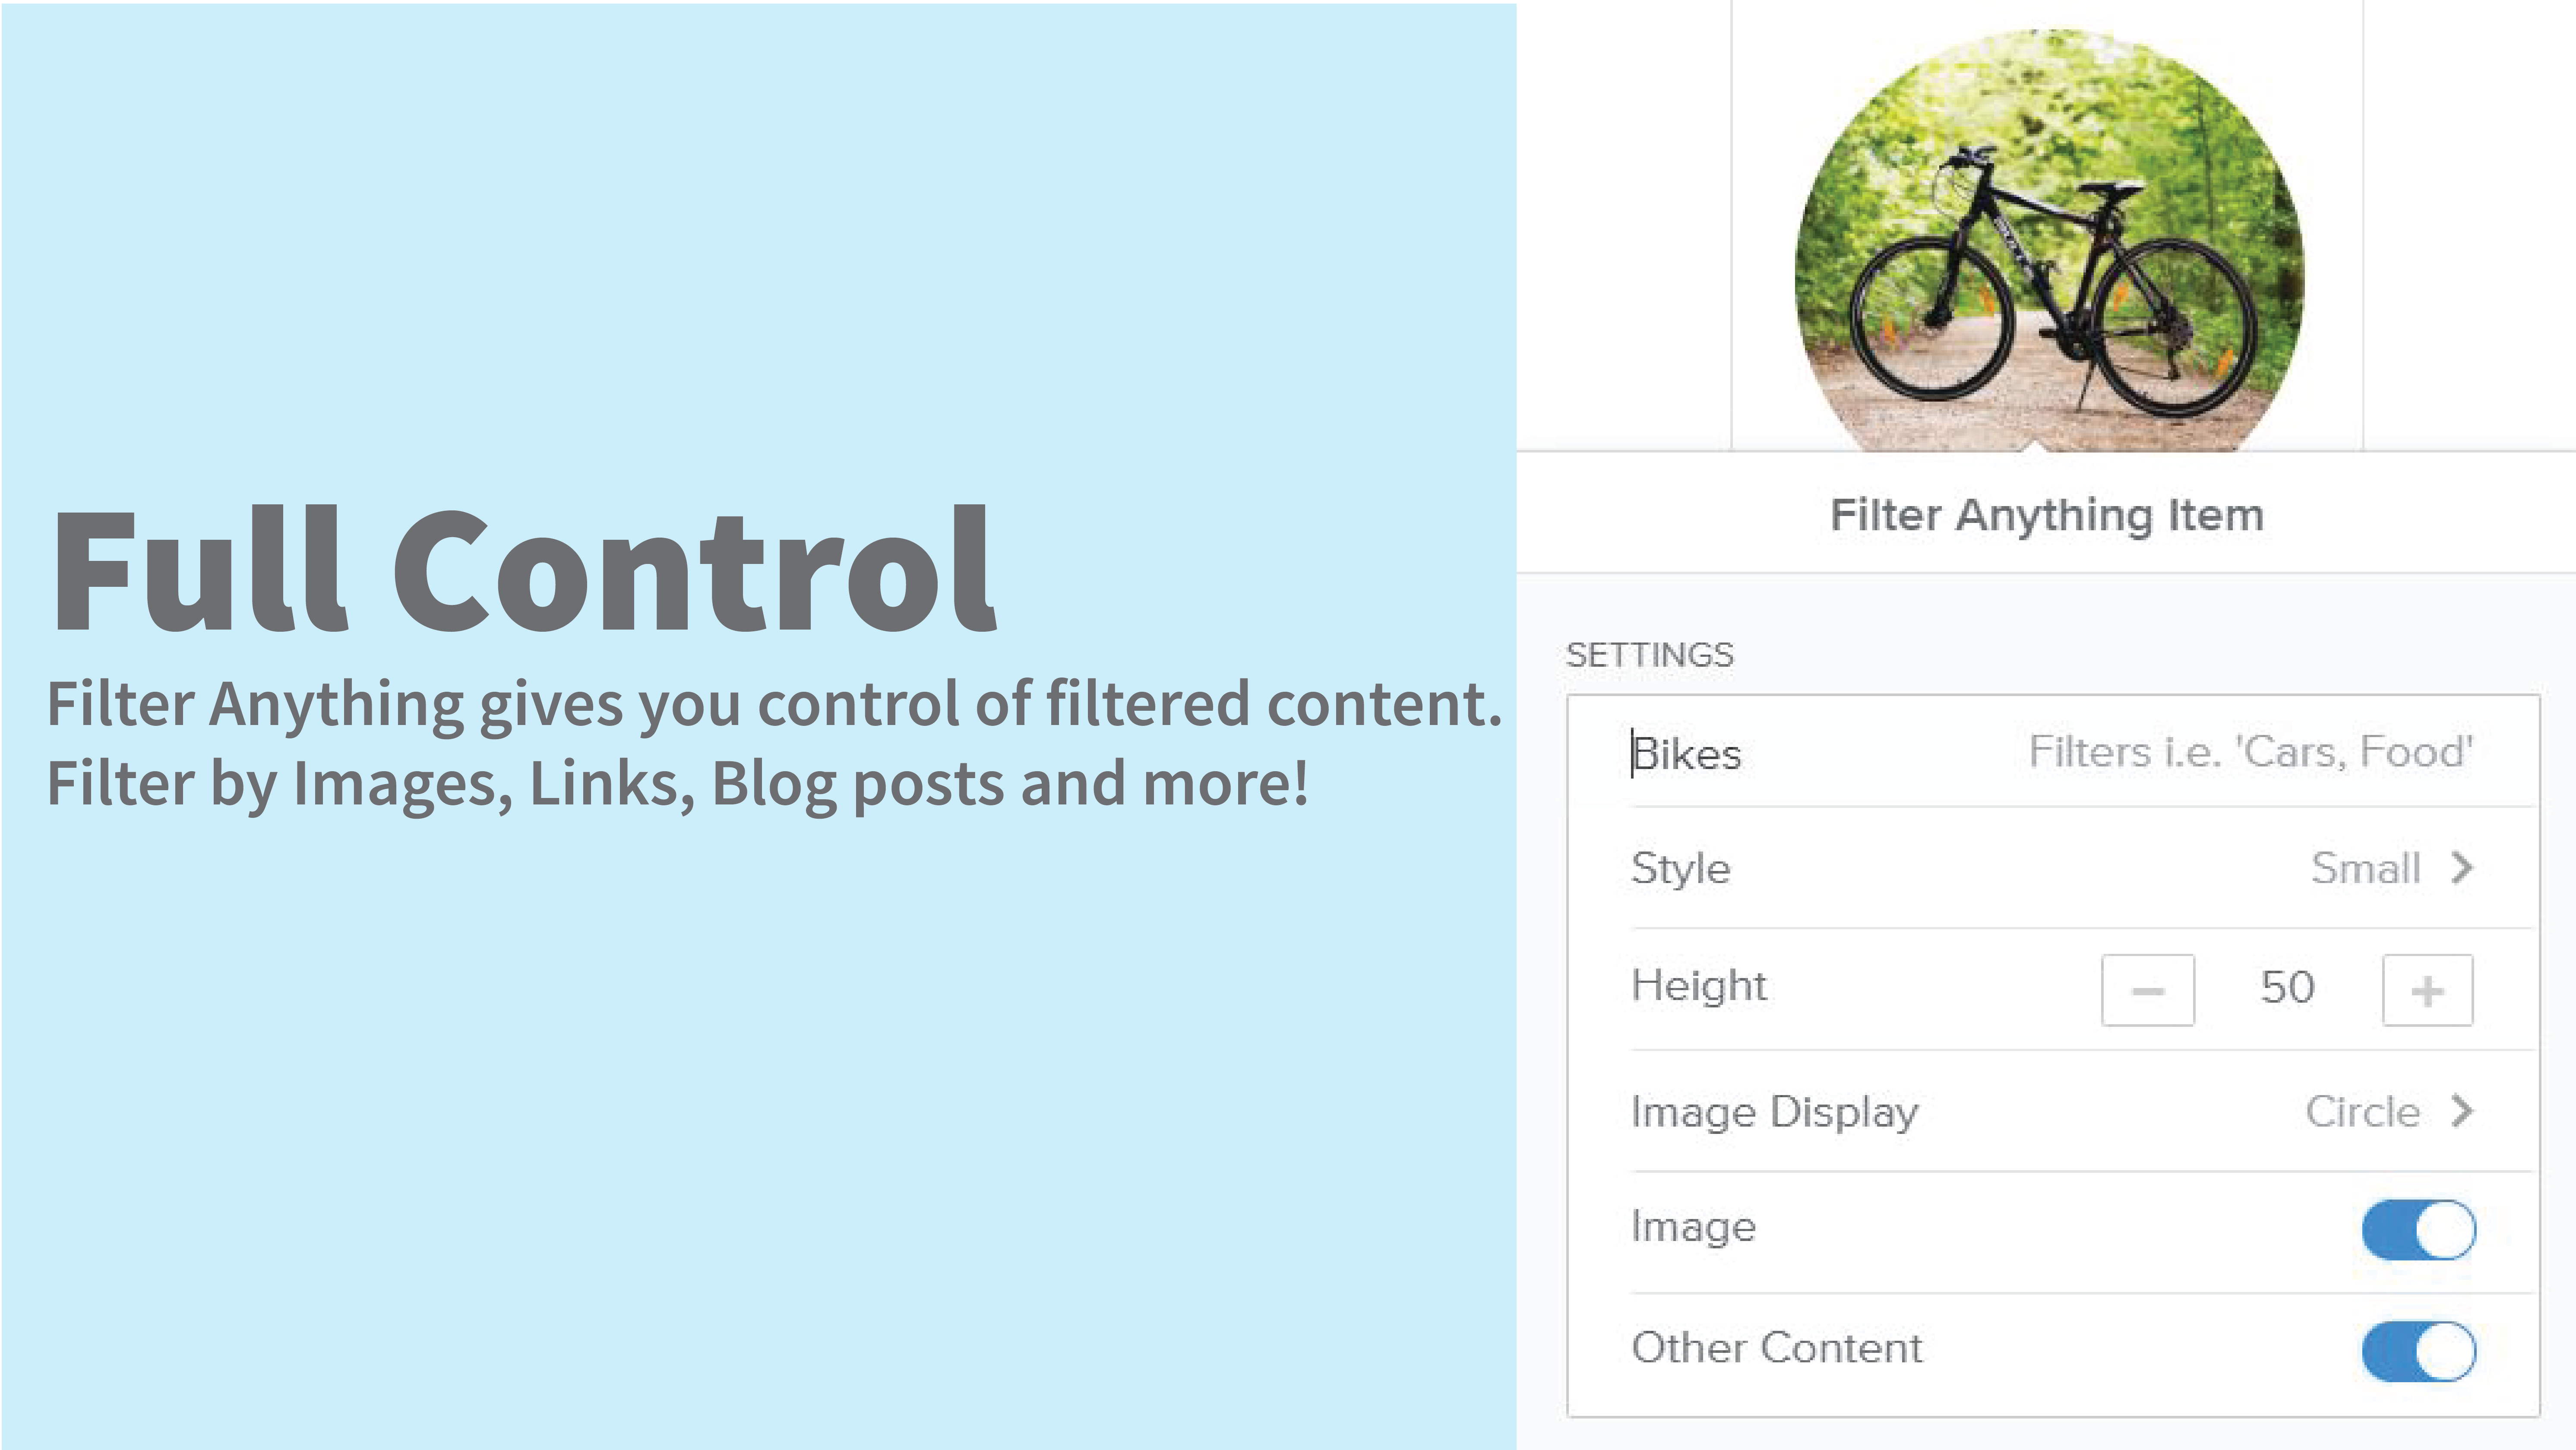 Full Control
Filter Anything gives you control of filtered content.
Filter by Images, Links, Blog posts and more!
Filter Anything Item
SETTINGS
Bikes Filters i.e. 'Cars, Food'
Style Small
Height − 50 +
Image Display Circle
Image
Other Content